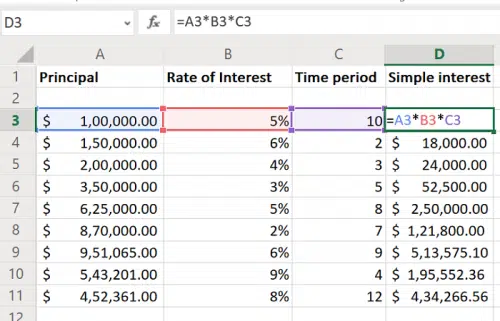 D3 fx =A3*B3*C3
A B C D
1 Principal Rate of Interest Time period Simple interest
2
3 $ 1,00,000.00 5% 10 =A3*B3*C3
4 $ 1,50,000.00 6% 2 $ 18,000.00
5 $ 2,00,000.00 4% 3 $ 24,000.00
6 $ 3,50,000.00 3% 5 $ 52,500.00
7 $ 6,25,000.00 5% 8 $ 2,50,000.00
8 $ 8,70,000.00 2% 7 $ 1,21,800.00
9 $ 9,51,065.00 6% 9 $ 5,13,575.10
10 $ 5,43,201.00 9% 4 $ 1,95,552.36
11 $ 4,52,361.00 8% 12 $ 4,34,266.56
12